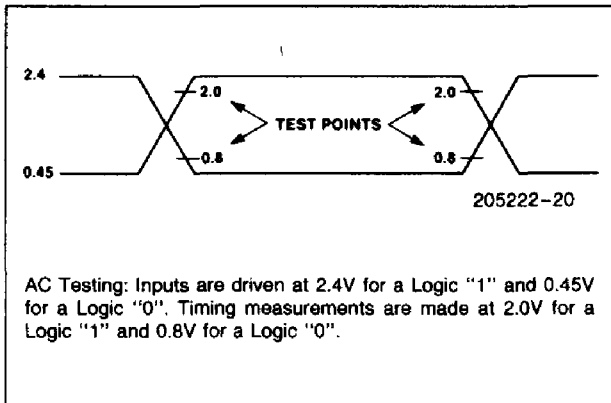 2.4
2.0
2.0
TEST POINTS
0.8
0.8
0.45
205222-20
AC Testing: Inputs are driven at 2.4V for a Logic "1" and 0.45V
for a Logic "0". Timing measurements are made at 2.0V for a
Logic "1" and 0.8V for a Logic "0".